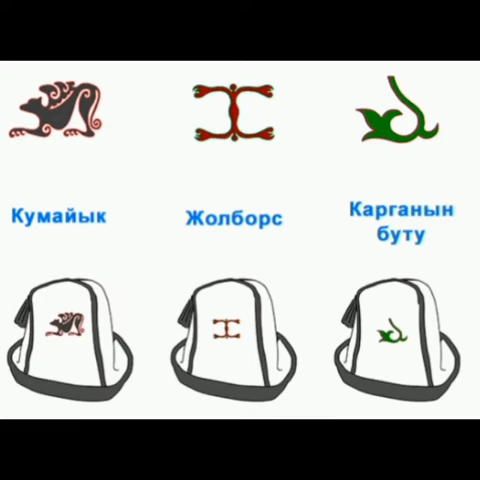 Кумайык
Жолборс
Карганын
буту